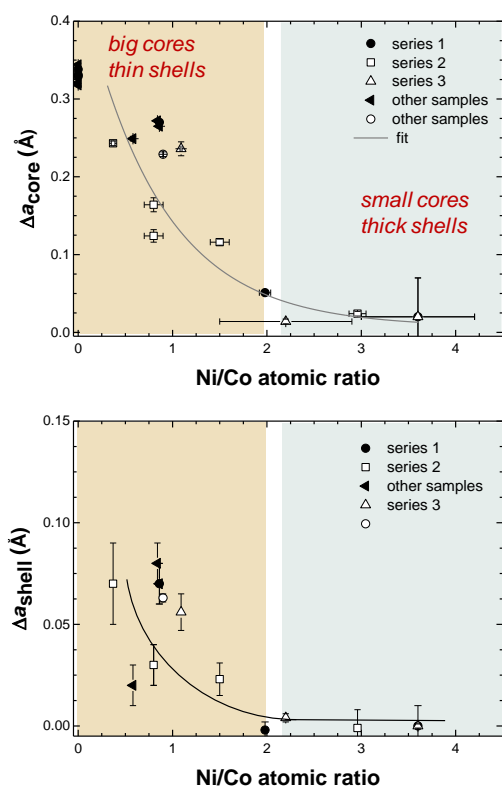 0.4
0.3
0.2
0.1
0.0
Δacore (Å)
big cores
thin shells
series 1
series 2
series 3
other samples
other samples
fit
small cores
thick shells
0 1 2 3 4
Ni/Co atomic ratio
0.15
0.10
0.05
0.00
Δashell (Å)
series 1
series 2
other samples
series 3
0 1 2 3 4
Ni/Co atomic ratio